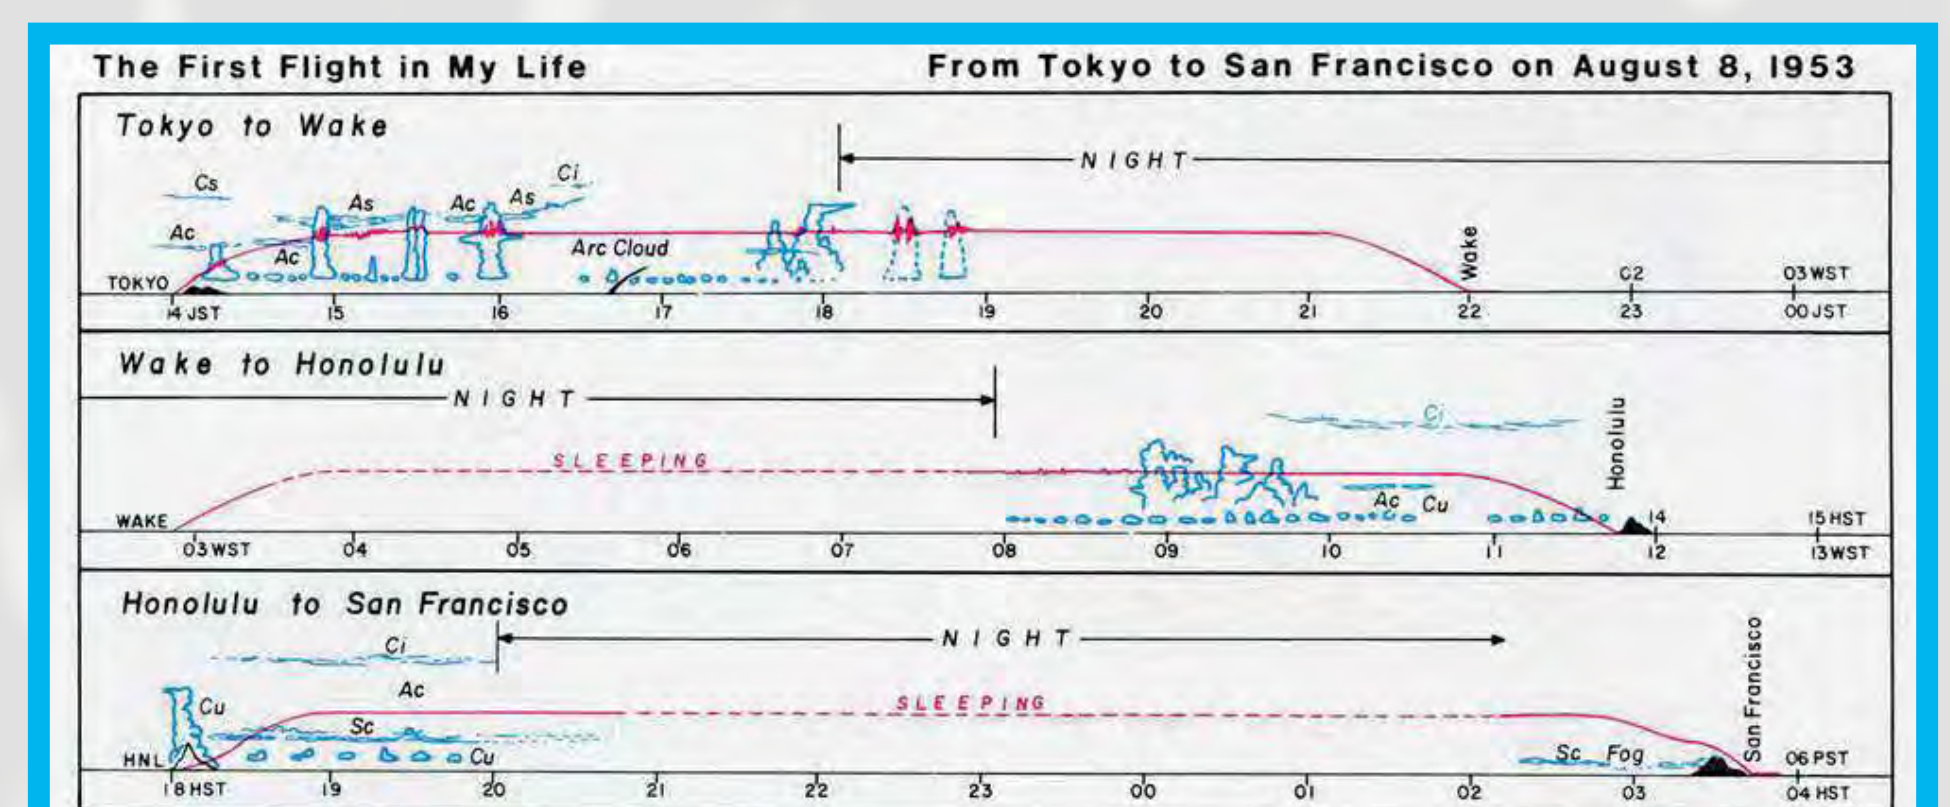 The First Flight in My Life From Tokyo to San Francisco on August 8, 1953
Tokyo to Wake
NIGHT
Cs As Ac As Ci
Ac Ac Arc Cloud Wake
TOKYO 02 03 WST
14 JST 15 16 17 18 19 20 21 22 23 00 JST
Wake to Honolulu
NIGHT
Ci Honolulu
SLEEPING
Ac Cu
WAKE 14 15 HST
03 WST 04 05 06 07 08 09 10 11 12 13 WST
Honolulu to San Francisco
NIGHT
Ci San Francisco
Ac
Cu SLEEPING
Sc
HNL Cu Sc Fog 06 PST
18 HST 19 20 21 22 23 00 01 02 03 04 HST